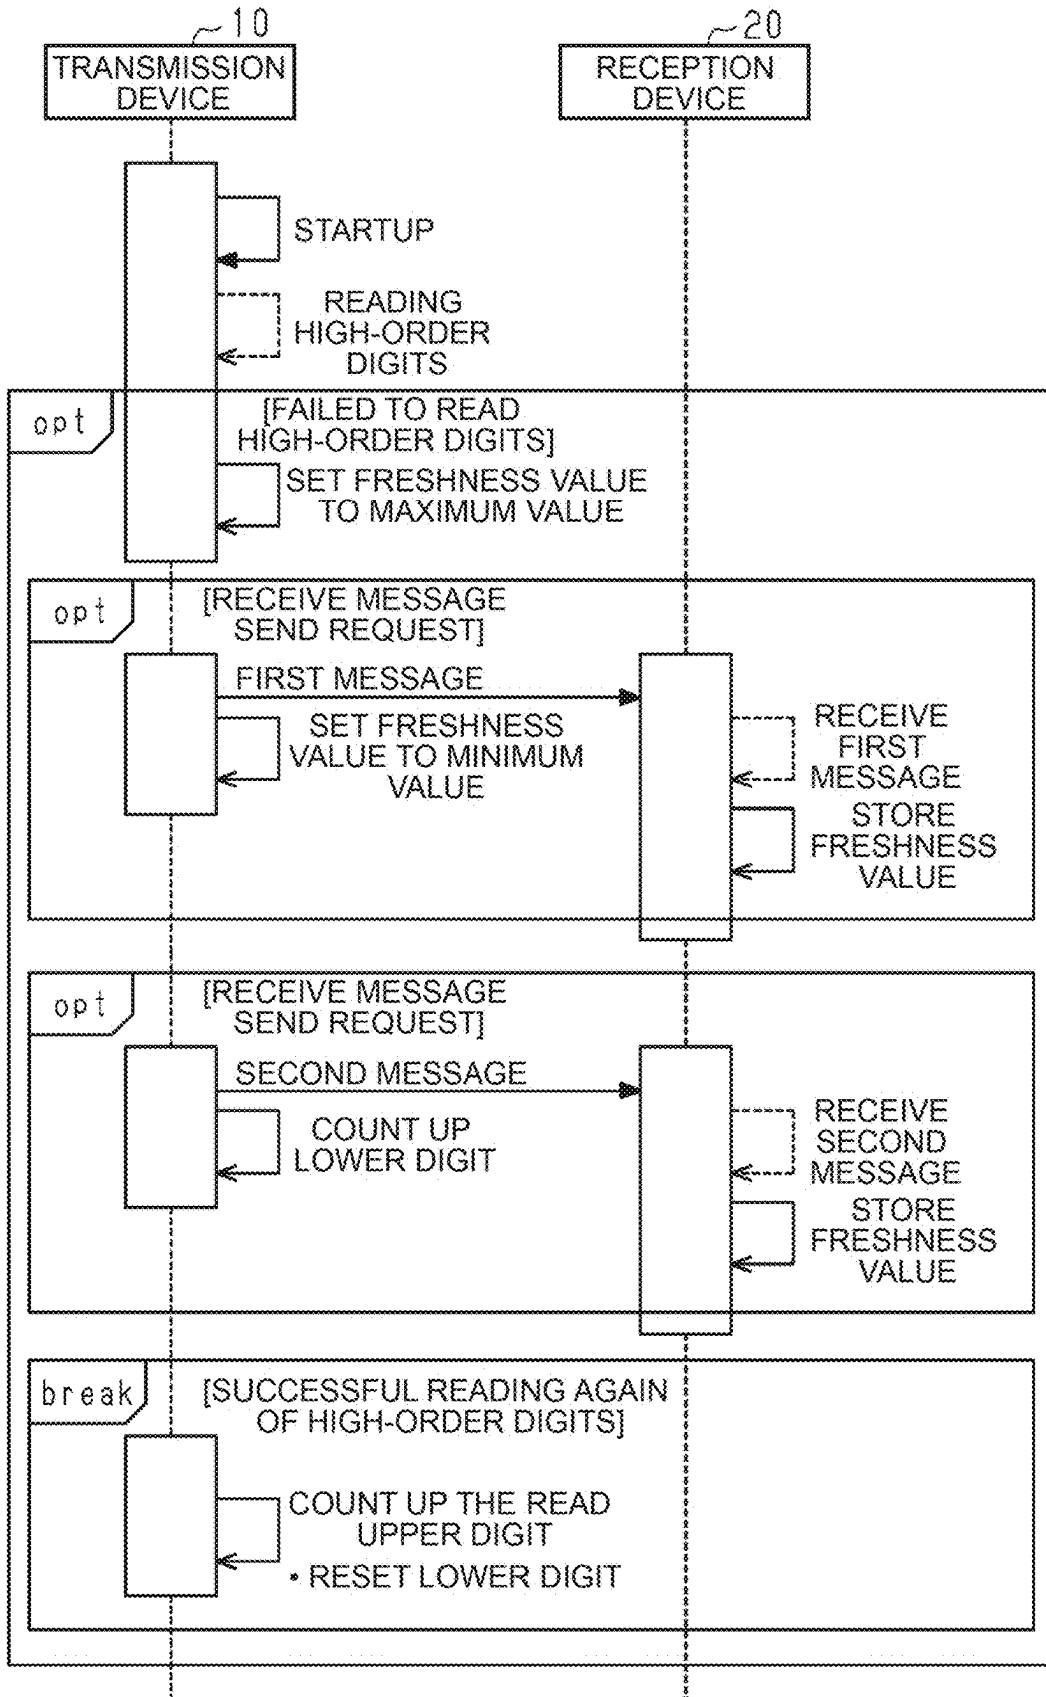 10
20
TRANSMISSION
DEVICE
RECEPTION
DEVICE
STARTUP
READING
HIGH-ORDER
DIGITS
opt
[FAILED TO READ
HIGH-ORDER DIGITS]
SET FRESHNESS VALUE
TO MAXIMUM VALUE
opt
[RECEIVE MESSAGE
SEND REQUEST]
FIRST MESSAGE
SET FRESHNESS
VALUE TO MINIMUM
VALUE
RECEIVE
FIRST
MESSAGE
STORE
FRESHNESS
VALUE
opt
[RECEIVE MESSAGE
SEND REQUEST]
SECOND MESSAGE
COUNT UP
LOWER DIGIT
RECEIVE
SECOND
MESSAGE
STORE
FRESHNESS
VALUE
break
[SUCCESSFUL READING AGAIN
OF HIGH-ORDER DIGITS]
COUNT UP THE READ
UPPER DIGIT
• RESET LOWER DIGIT